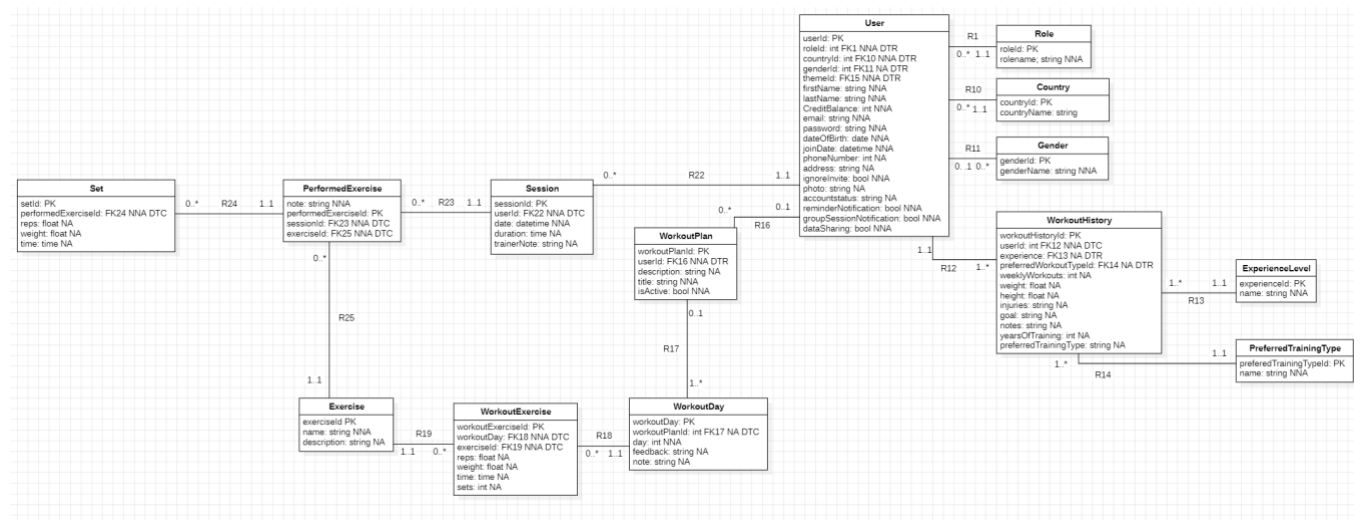 User
userId: PK
roleId: int FK1 NNA DTR
countryId: int FK10 NNA DTR
genderId: int FK11 NA DTR
themeId: FK15 NNA DTR
firstName: string NNA
lastName: string NNA
CreditBalance: int NNA
email: string NNA
password: string NNA
dateOfBirth: date NNA
joinDate: datetime NNA
phoneNumber: int NA
address: string NA
ignoreInvite: bool NNA
photo: string NA
accountstatus: string NA
reminderNotification: bool NNA
groupSessionNotification: bool NNA
dataSharing: bool NNA
R1
0..* 1..1
Role
roleId: PK
rolename; string NNA
R10
0..* 1..1
Country
countryId: PK
countryName: string
R11
0..1 0..*
Gender
genderId: PK
genderName: string NNA
Set
setId: PK
performedExerciseId: FK24 NNA DTC
reps: float NA
weight: float NA
time: time NA
0..* R24 1..1
PerformedExercise
note: string NNA
performedExerciseId: PK
sessionId: FK23 NNA DTC
exerciseId: FK25 NNA DTC
0..* R23 1..1
Session
sessionId: PK
userId: FK22 NNA DTC
date: datetime NNA
duration: time NA
trainerNote: string NA
0..* R22 1..1
0..* 0..1
R16
WorkoutPlan
workoutPlanId: PK
userId: FK16 NNA DTR
description: string NA
title: string NNA
isActive: bool NNA
1..1
R12 1..*
WorkoutHistory
workoutHistoryId: PK
userId: int FK12 NNA DTC
experience: FK13 NA DTR
preferredWorkoutTypeId: FK14 NA DTR
weeklyWorkouts: int NA
weight: float NA
height: float NA
injuries: string NA
goal: string NA
notes: string NA
yearsOfTraining: int NA
preferredTrainingType: string NA
1..* 1..1
R13
ExperienceLevel
experienceId: PK
name: string NNA
1..* 1..1
R14
PreferredTrainingType
preferedTrainingTypeId: PK
name: string NNA
0..*
R25
1..1
0..1
R17
1..*
Exercise
exerciseId PK
name: string NNA
description: string NA
R19
1..1 0..*
WorkoutExercise
workoutExerciseId: PK
workoutDay: FK18 NNA DTC
exerciseId: FK19 NNA DTC
reps: float NA
weight: float NA
time: time NA
sets: int NA
R18
0..* 1..1
WorkoutDay
workoutDay: PK
workoutPlanId: int FK17 NA DTC
day: int NNA
feedback: string NA
note: string NA